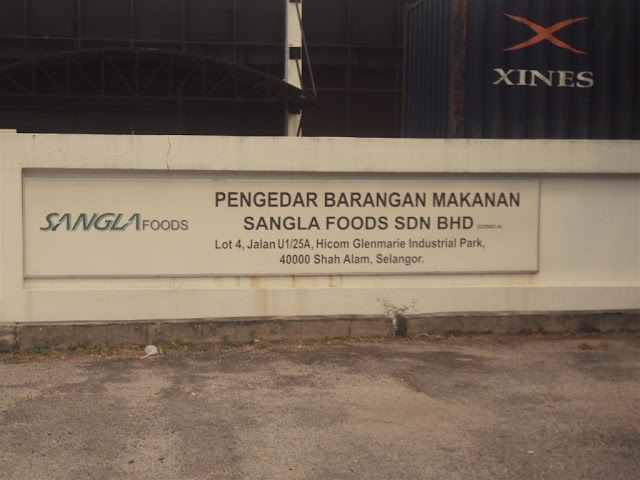 XINES
SANGLA FOODS
PENGEDAR BARANGAN MAKANAN
SANGLA FOODS SDN BHD
Lot 4, Jalan U1/25A, Hicom Glenmarie Industrial Park,
40000 Shah Alam, Selangor.